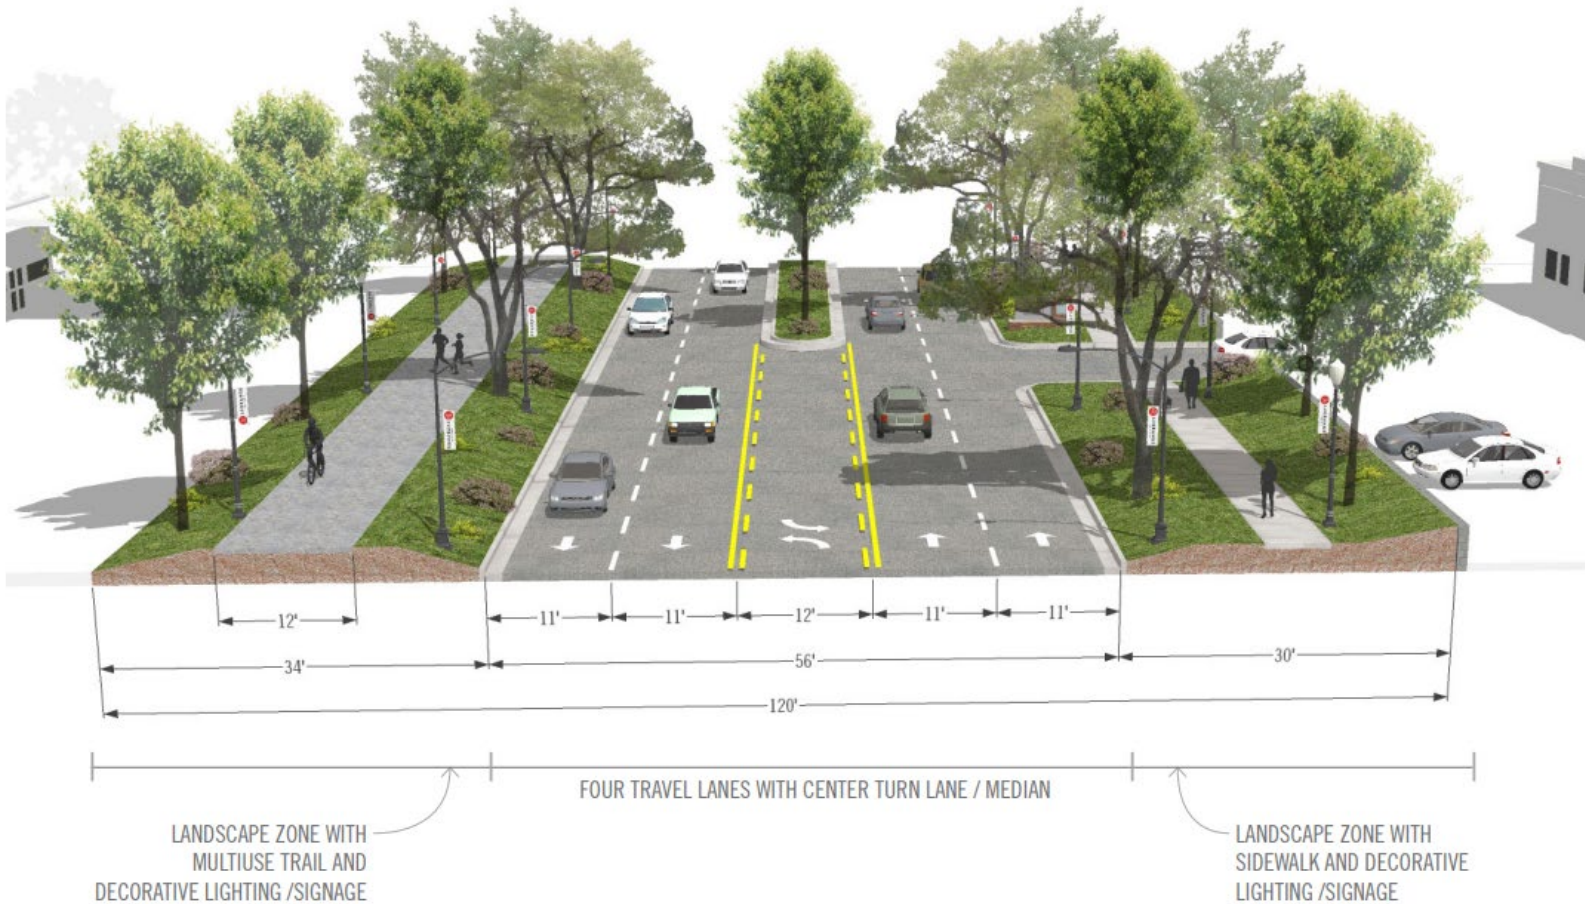 12'
11'
11'
12'
11'
11'
34'
56'
30'
120'
FOUR TRAVEL LANES WITH CENTER TURN LANE / MEDIAN
LANDSCAPE ZONE WITH
MULTIUSE TRAIL AND
DECORATIVE LIGHTING /SIGNAGE
LANDSCAPE ZONE WITH
SIDEWALK AND DECORATIVE
LIGHTING /SIGNAGE